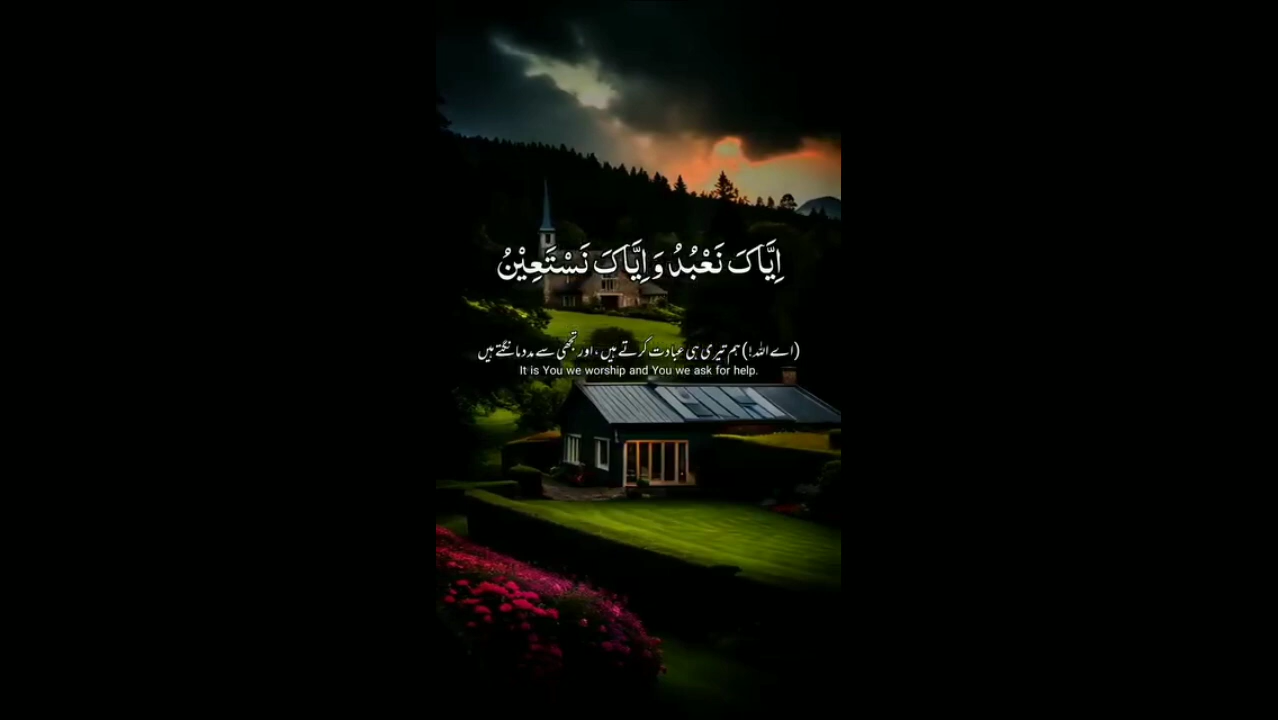 اِیَّاکَ نَعْبُدُ وَ اِیَّاکَ نَسْتَعِیْنُ
(اے اللہ!) ہم تیری ہی عبادت کرتے ہیں، اور تجھی سے مدد مانگتے ہیں
It is You we worship and You we ask for help.